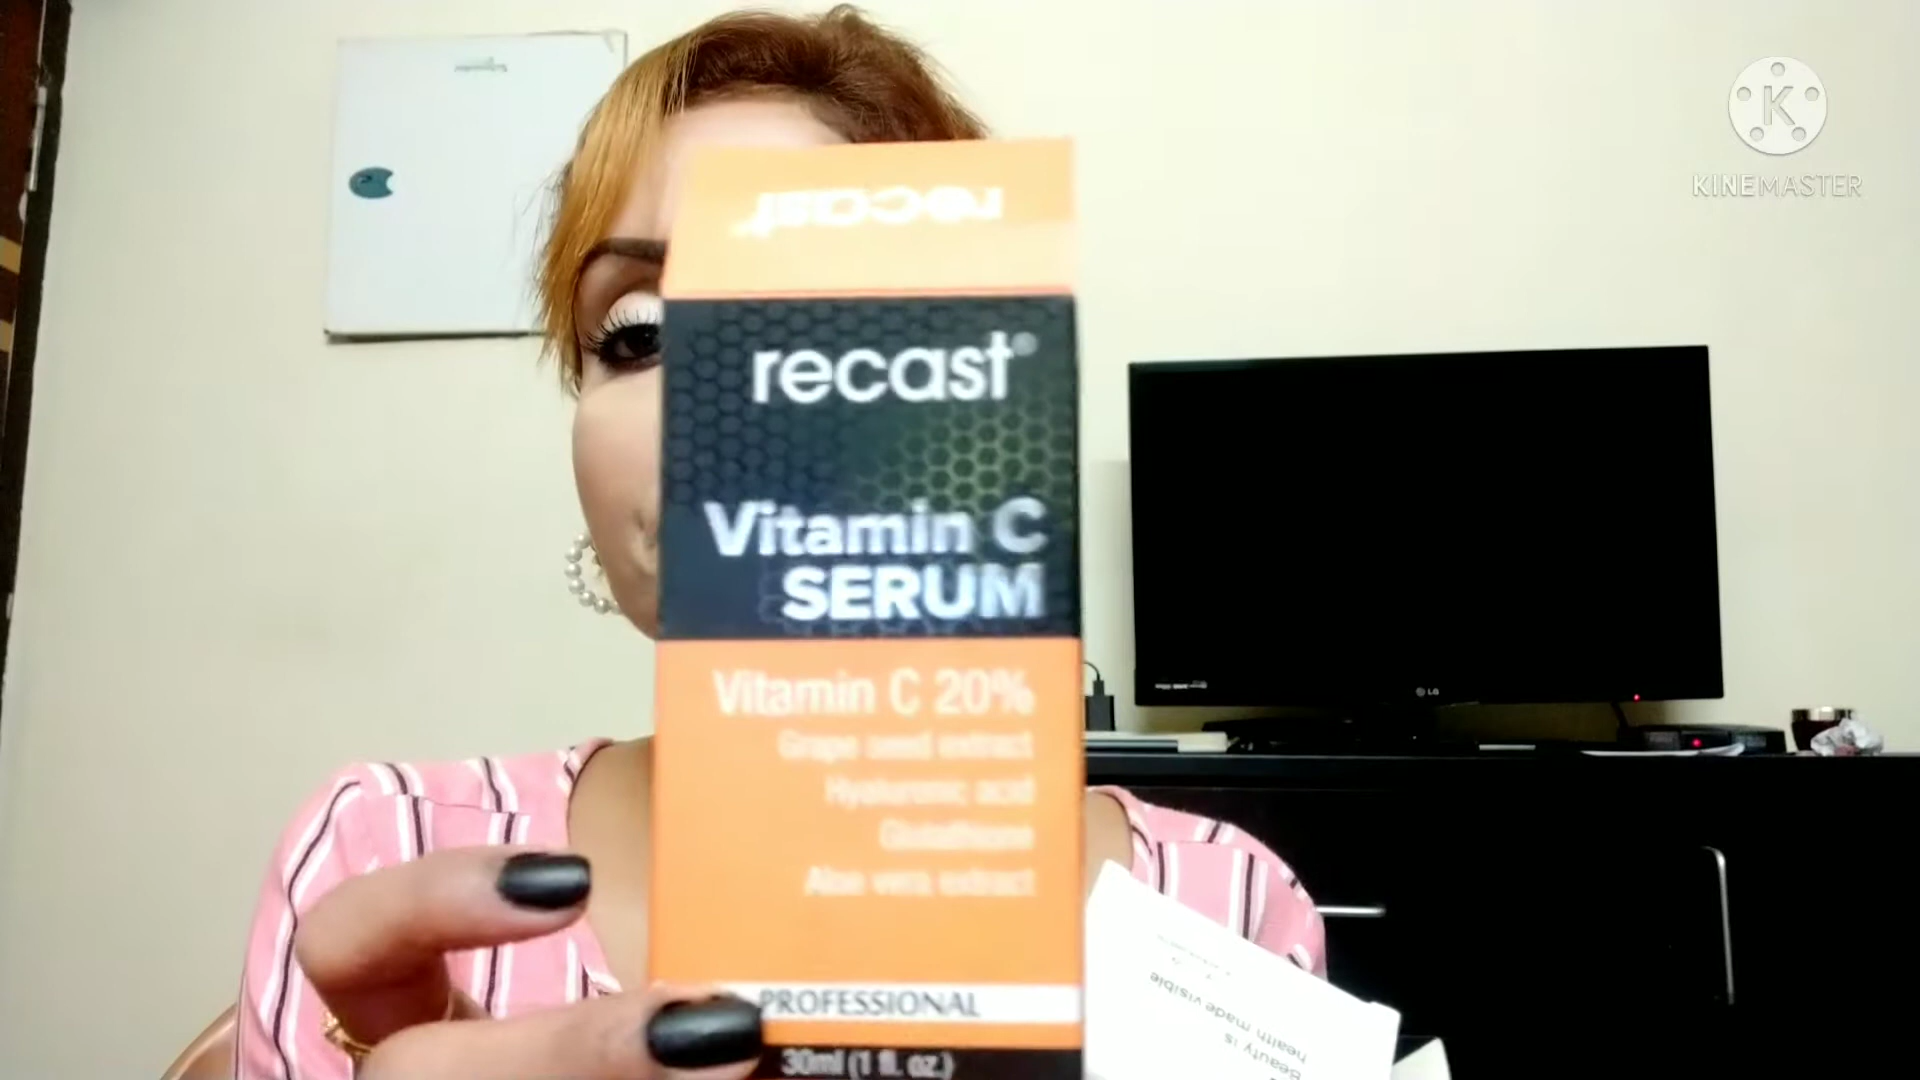 KINEMASTER
recast
recast®
Vitamin C
SERUM
Vitamin C 20%
Grape seed extract
Hyaluronic acid
Glutathione
Aloe vera extract
PROFESSIONAL
30ml (1 fl. oz.)
LG
Beauty is
health made visible